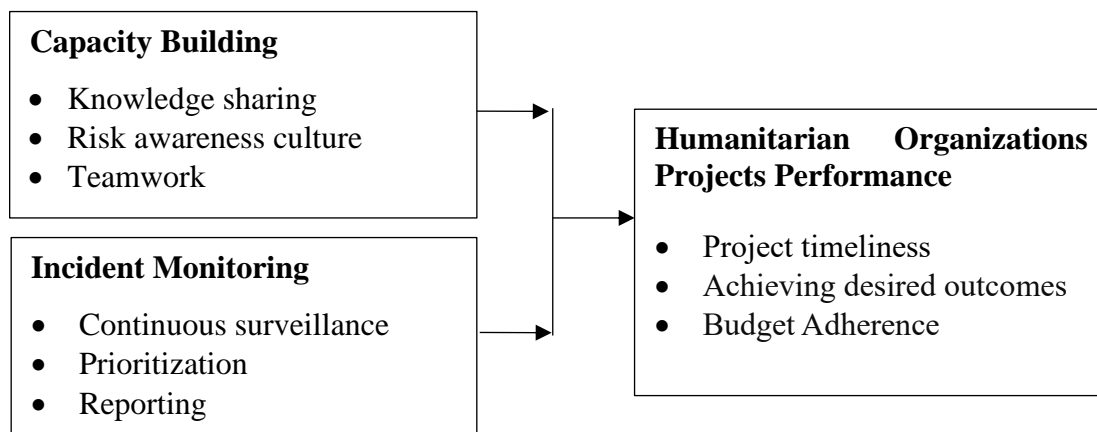 Capacity Building
• Knowledge sharing
• Risk awareness culture
• Teamwork
Incident Monitoring
• Continuous surveillance
• Prioritization
• Reporting
Humanitarian Organizations
Projects Performance
• Project timeliness
• Achieving desired outcomes
• Budget Adherence